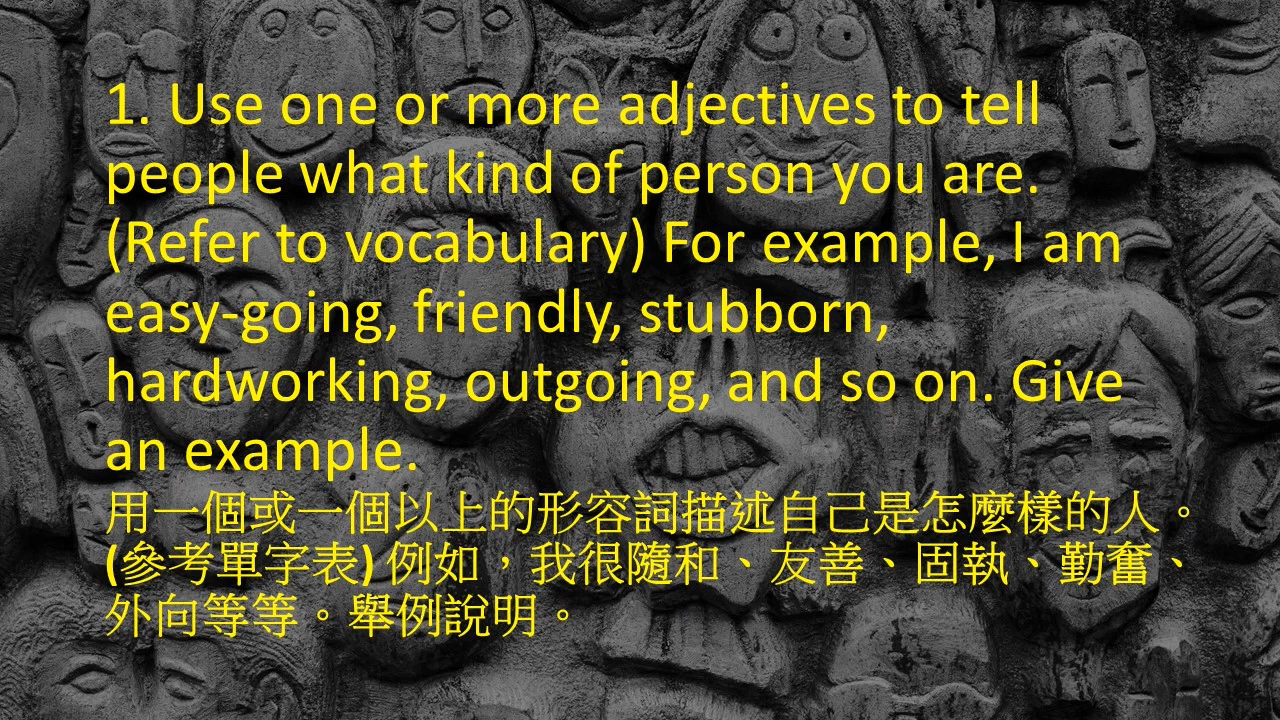 1. Use one or more adjectives to tell
people what kind of person you are.
(Refer to vocabulary) For example, I am
easy-going, friendly, stubborn,
hardworking, outgoing, and so on. Give
an example.
用一個或一個以上的形容詞描述自己是怎麼樣的人。
(參考單字表) 例如，我很隨和、友善、固執、勤奮、
外向等等。舉例說明。